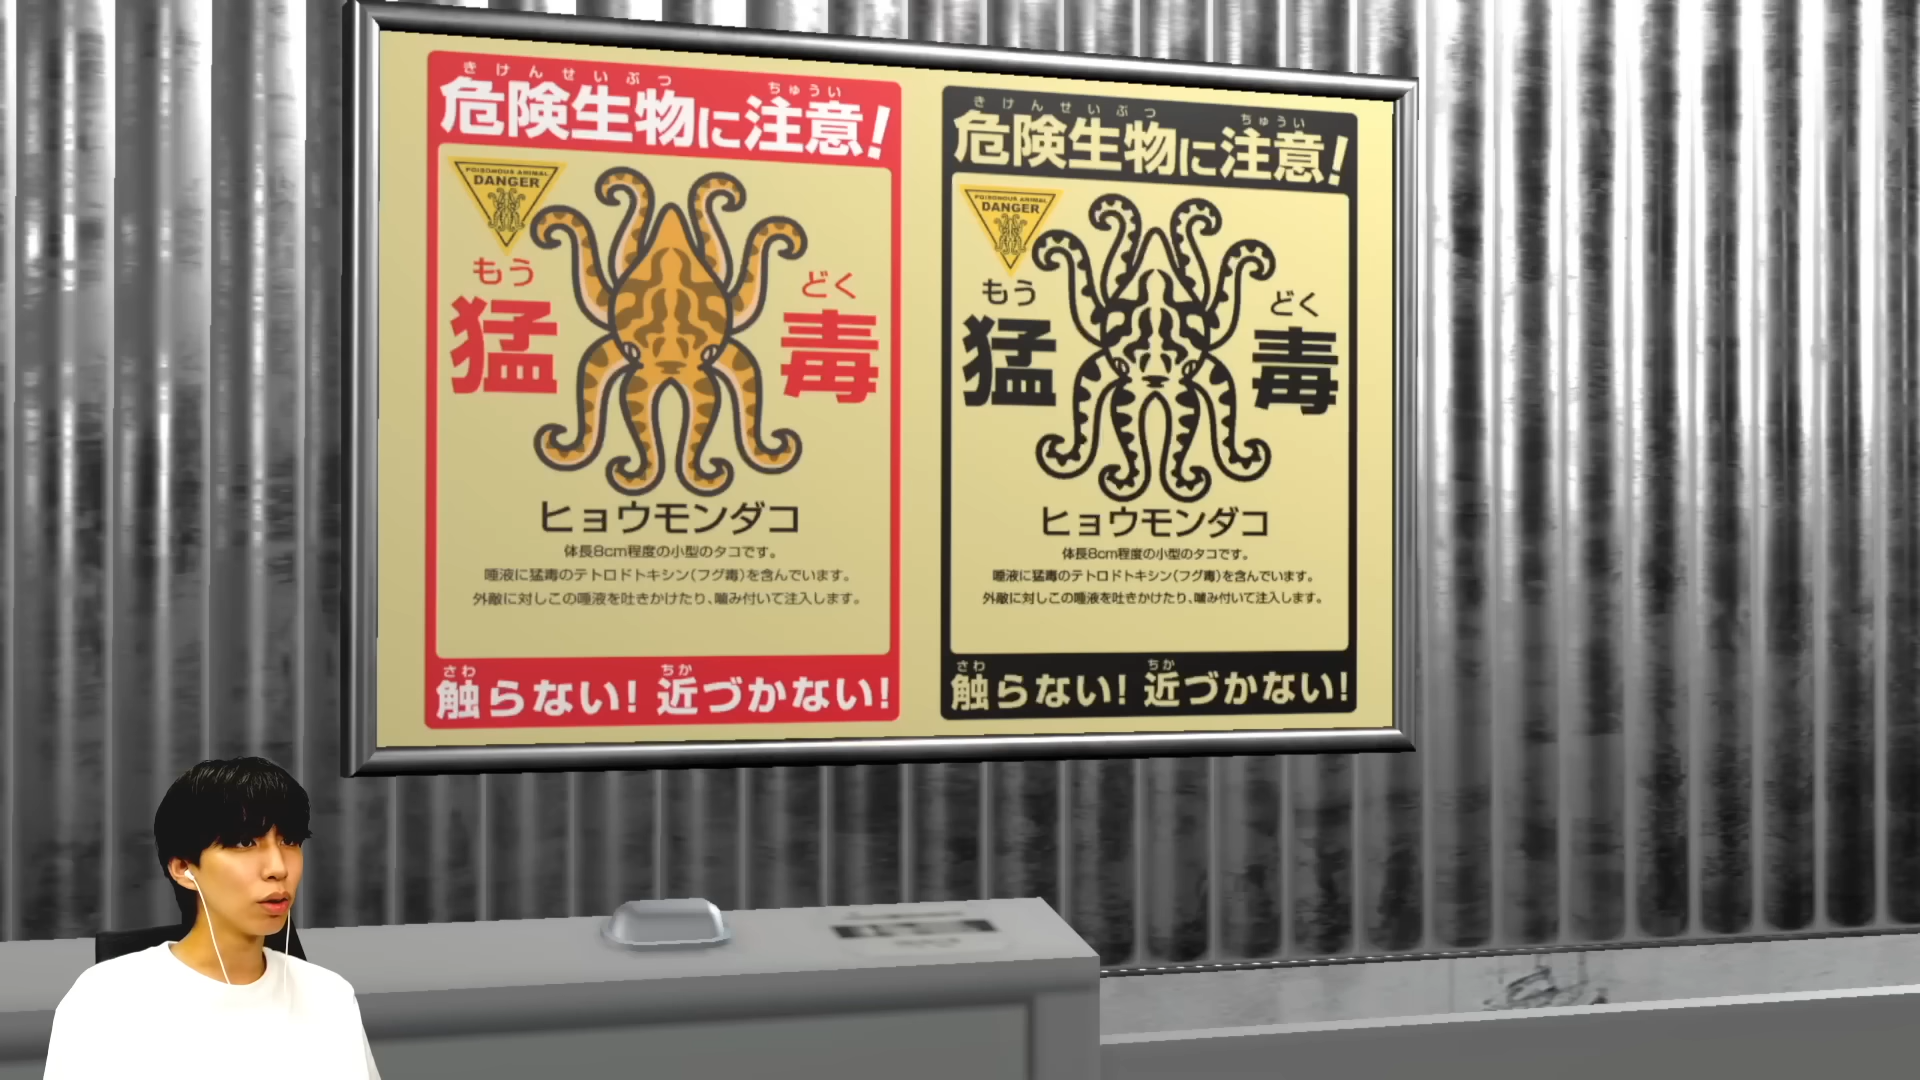 きけんせいぶつ ちゅうい
危険生物に注意!
POISONOUS ANIMAL
DANGER
もう どく
猛毒
ヒョウモンダコ
体長8cm程度の小型のタコです。
唾液に猛毒のテトロドトキシン(フグ毒)を含んでいます。
外敵に対しこの唾液を吐きかけたり、噛み付いて注入します。
さわ ちか
触らない! 近づかない!
きけんせいぶつ ちゅうい
危険生物に注意!
POISONOUS ANIMAL
DANGER
もう どく
猛毒
ヒョウモンダコ
体長8cm程度の小型のタコです。
唾液に猛毒のテトロドトキシン(フグ毒)を含んでいます。
外敵に対しこの唾液を吐きかけたり、噛み付いて注入します。
さわ ちか
触らない! 近づかない!